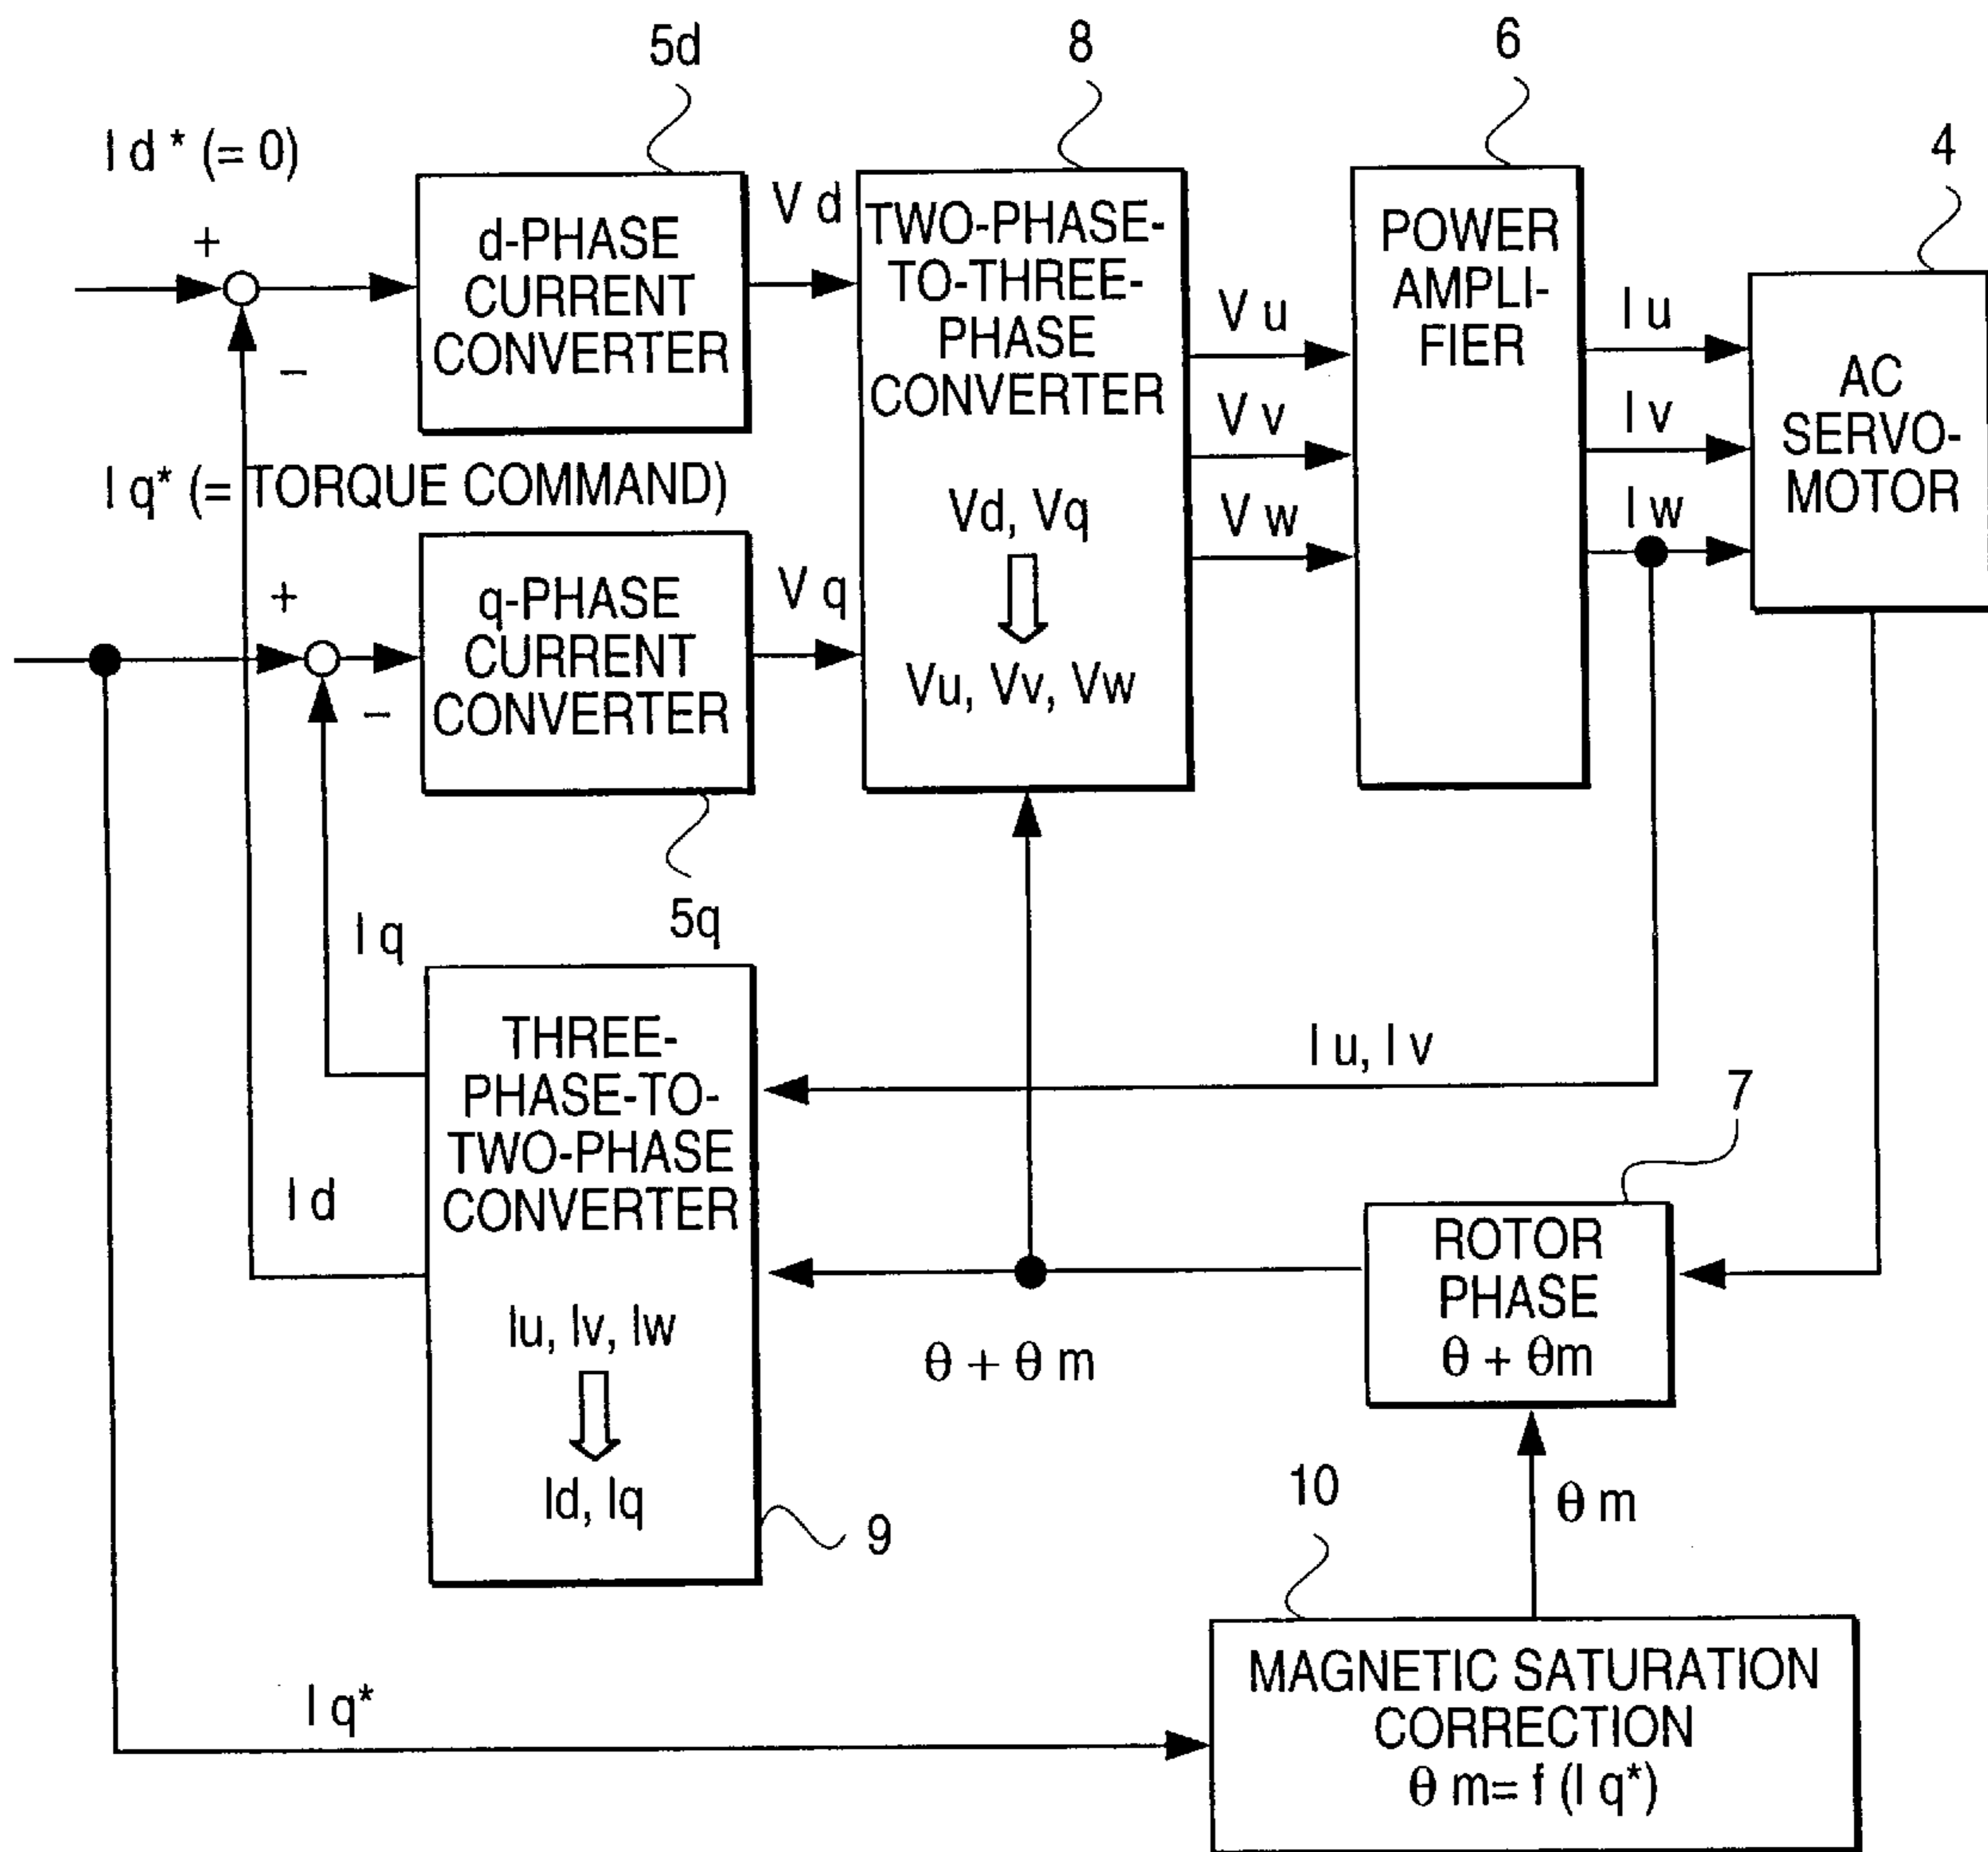 5d
8
6
4
I d * (= 0)
+
−
d-PHASE
CURRENT
CONVERTER
V d
TWO-PHASE-
TO-THREE-
PHASE
CONVERTER
Vd, Vq
Vu, Vv, Vw
V u
V v
V w
POWER
AMPLI-
FIER
I u
I v
I w
AC
SERVO-
MOTOR
I q* (= TORQUE COMMAND)
+
−
q-PHASE
CURRENT
CONVERTER
V q
5q
I q
I d
THREE-
PHASE-TO-
TWO-PHASE
CONVERTER
Iu, Iv, Iw
Id, Iq
9
I u, I v
7
ROTOR
PHASE
θ + θm
θ + θ m
θ m
10
I q*
MAGNETIC SATURATION
CORRECTION
θ m= f (I q*)